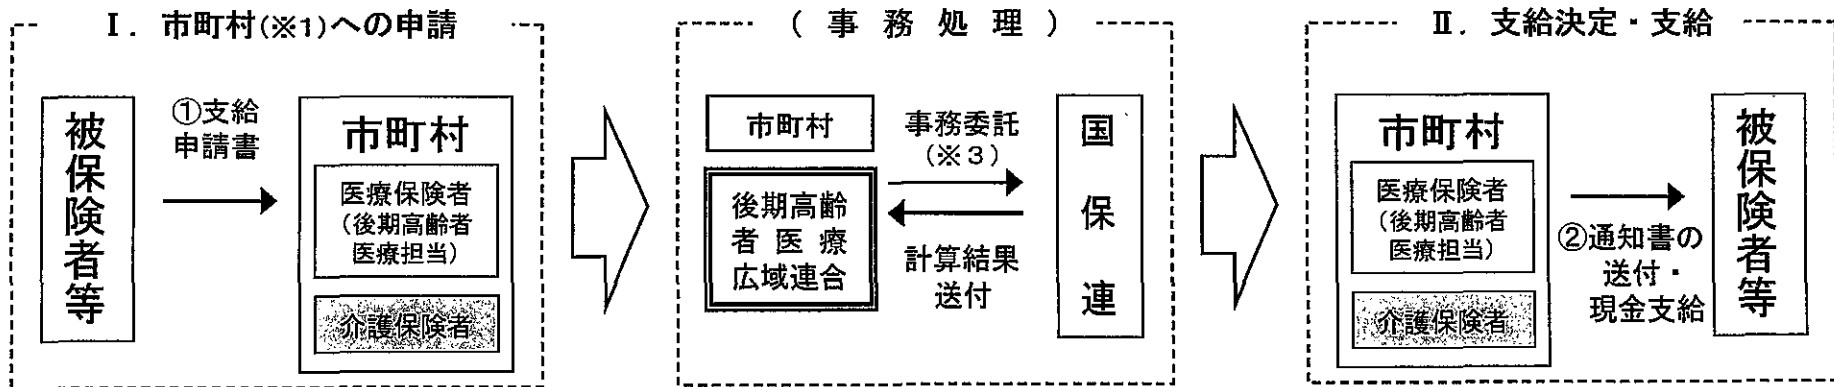 Ⅰ．市町村(※1)への申請
被保険者等
①支給
申請書
市町村
医療保険者
(後期高齢者
医療担当)
介護保険者
(事務処理)
市町村
後期高齢
者医療
広域連合
事務委託
(※3)
計算結果
送付
国保連
Ⅱ．支給決定・支給
市町村
医療保険者
(後期高齢者
医療担当)
介護保険者
②通知書の
送付・
現金支給
被保険者等